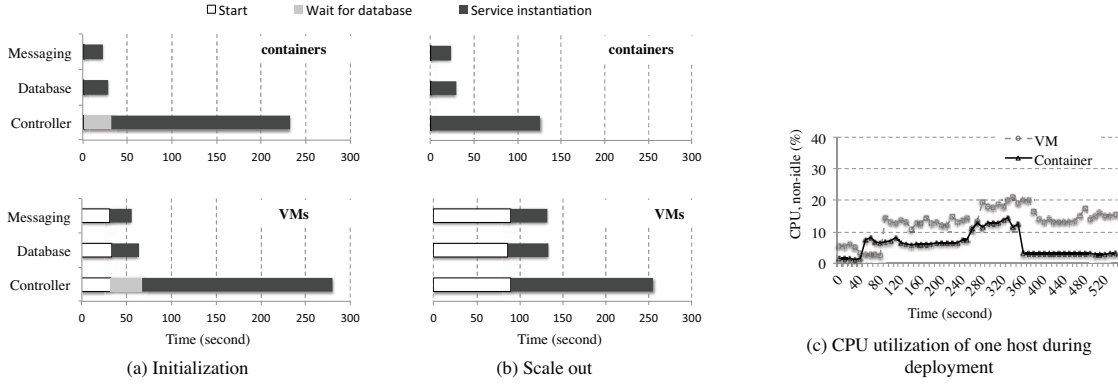 Start Wait for database Service instantiation
containers
Messaging
Database
Controller
0 50 100 150 200 250 300
VMs
Messaging
Database
Controller
0 50 100 150 200 250 300
Time (second)
(a) Initialization
containers
0 50 100 150 200 250 300
VMs
0 50 100 150 200 250 300
Time (second)
(b) Scale out
CPU, non-idle (%)
40
30
20
10
0
VM
Container
0 40 80 120 160 200 240 280 320 360 400 440 480 520
Time (second)
(c) CPU utilization of one host during
deployment